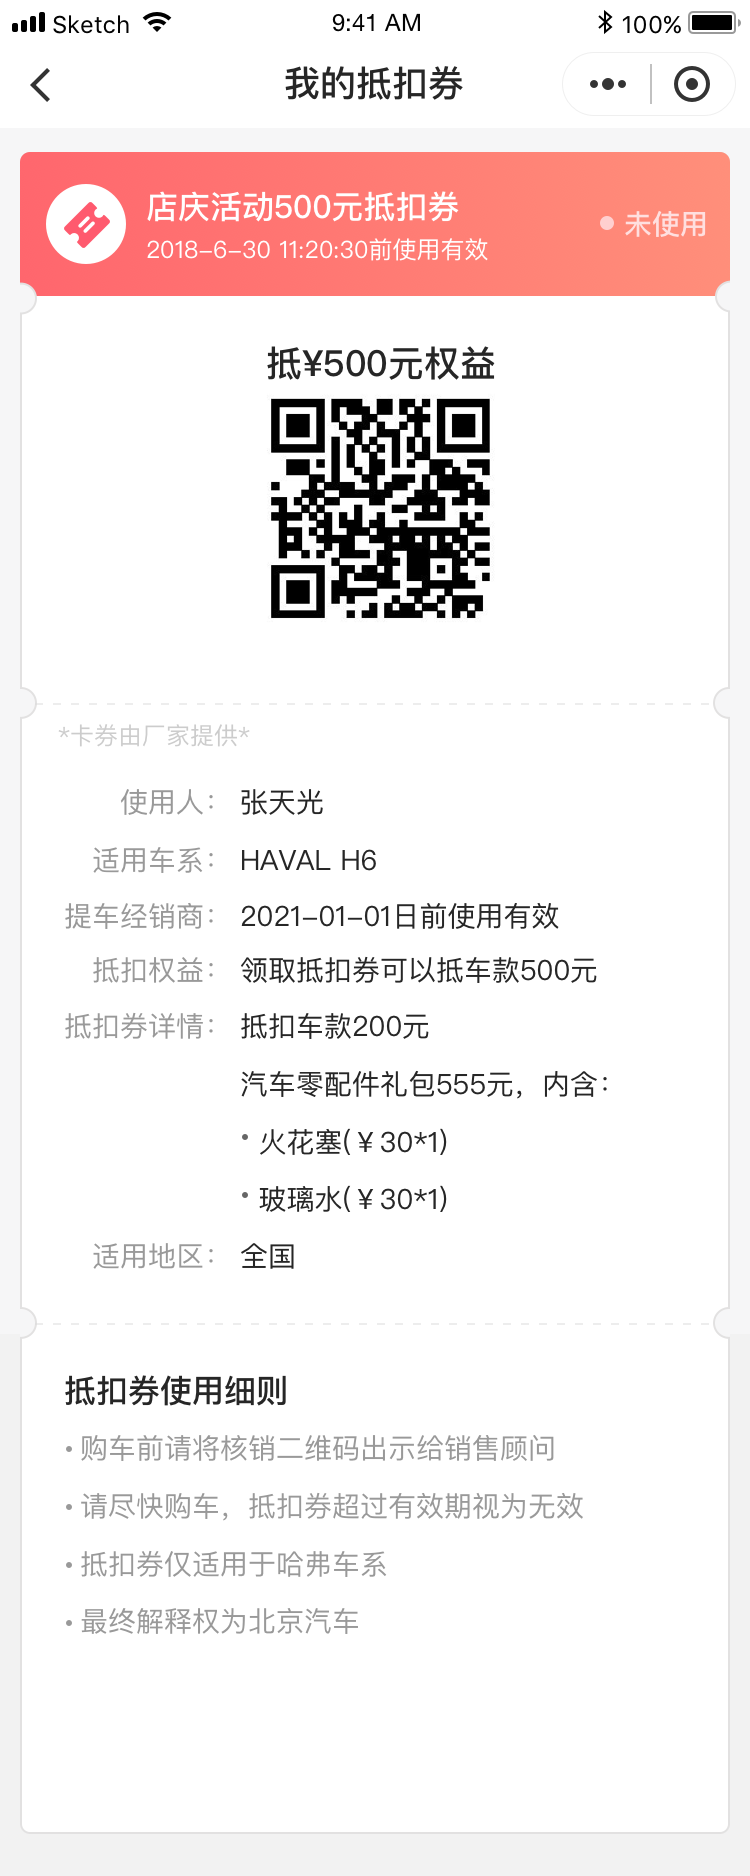 Sketch 9:41 AM 100%
我的抵扣券
店庆活动500元抵扣券
2018-6-30 11:20:30前使用有效
未使用
抵¥500元权益
*卡券由厂家提供*
使用人： 张天光
适用车系： HAVAL H6
提车经销商： 2021-01-01日前使用有效
抵扣权益： 领取抵扣券可以抵车款500元
抵扣券详情： 抵扣车款200元
汽车零配件礼包555元，内含：
• 火花塞(￥30*1)
• 玻璃水(￥30*1)
适用地区： 全国
抵扣券使用细则
• 购车前请将核销二维码出示给销售顾问
• 请尽快购车，抵扣券超过有效期视为无效
• 抵扣券仅适用于哈弗车系
• 最终解释权为北京汽车